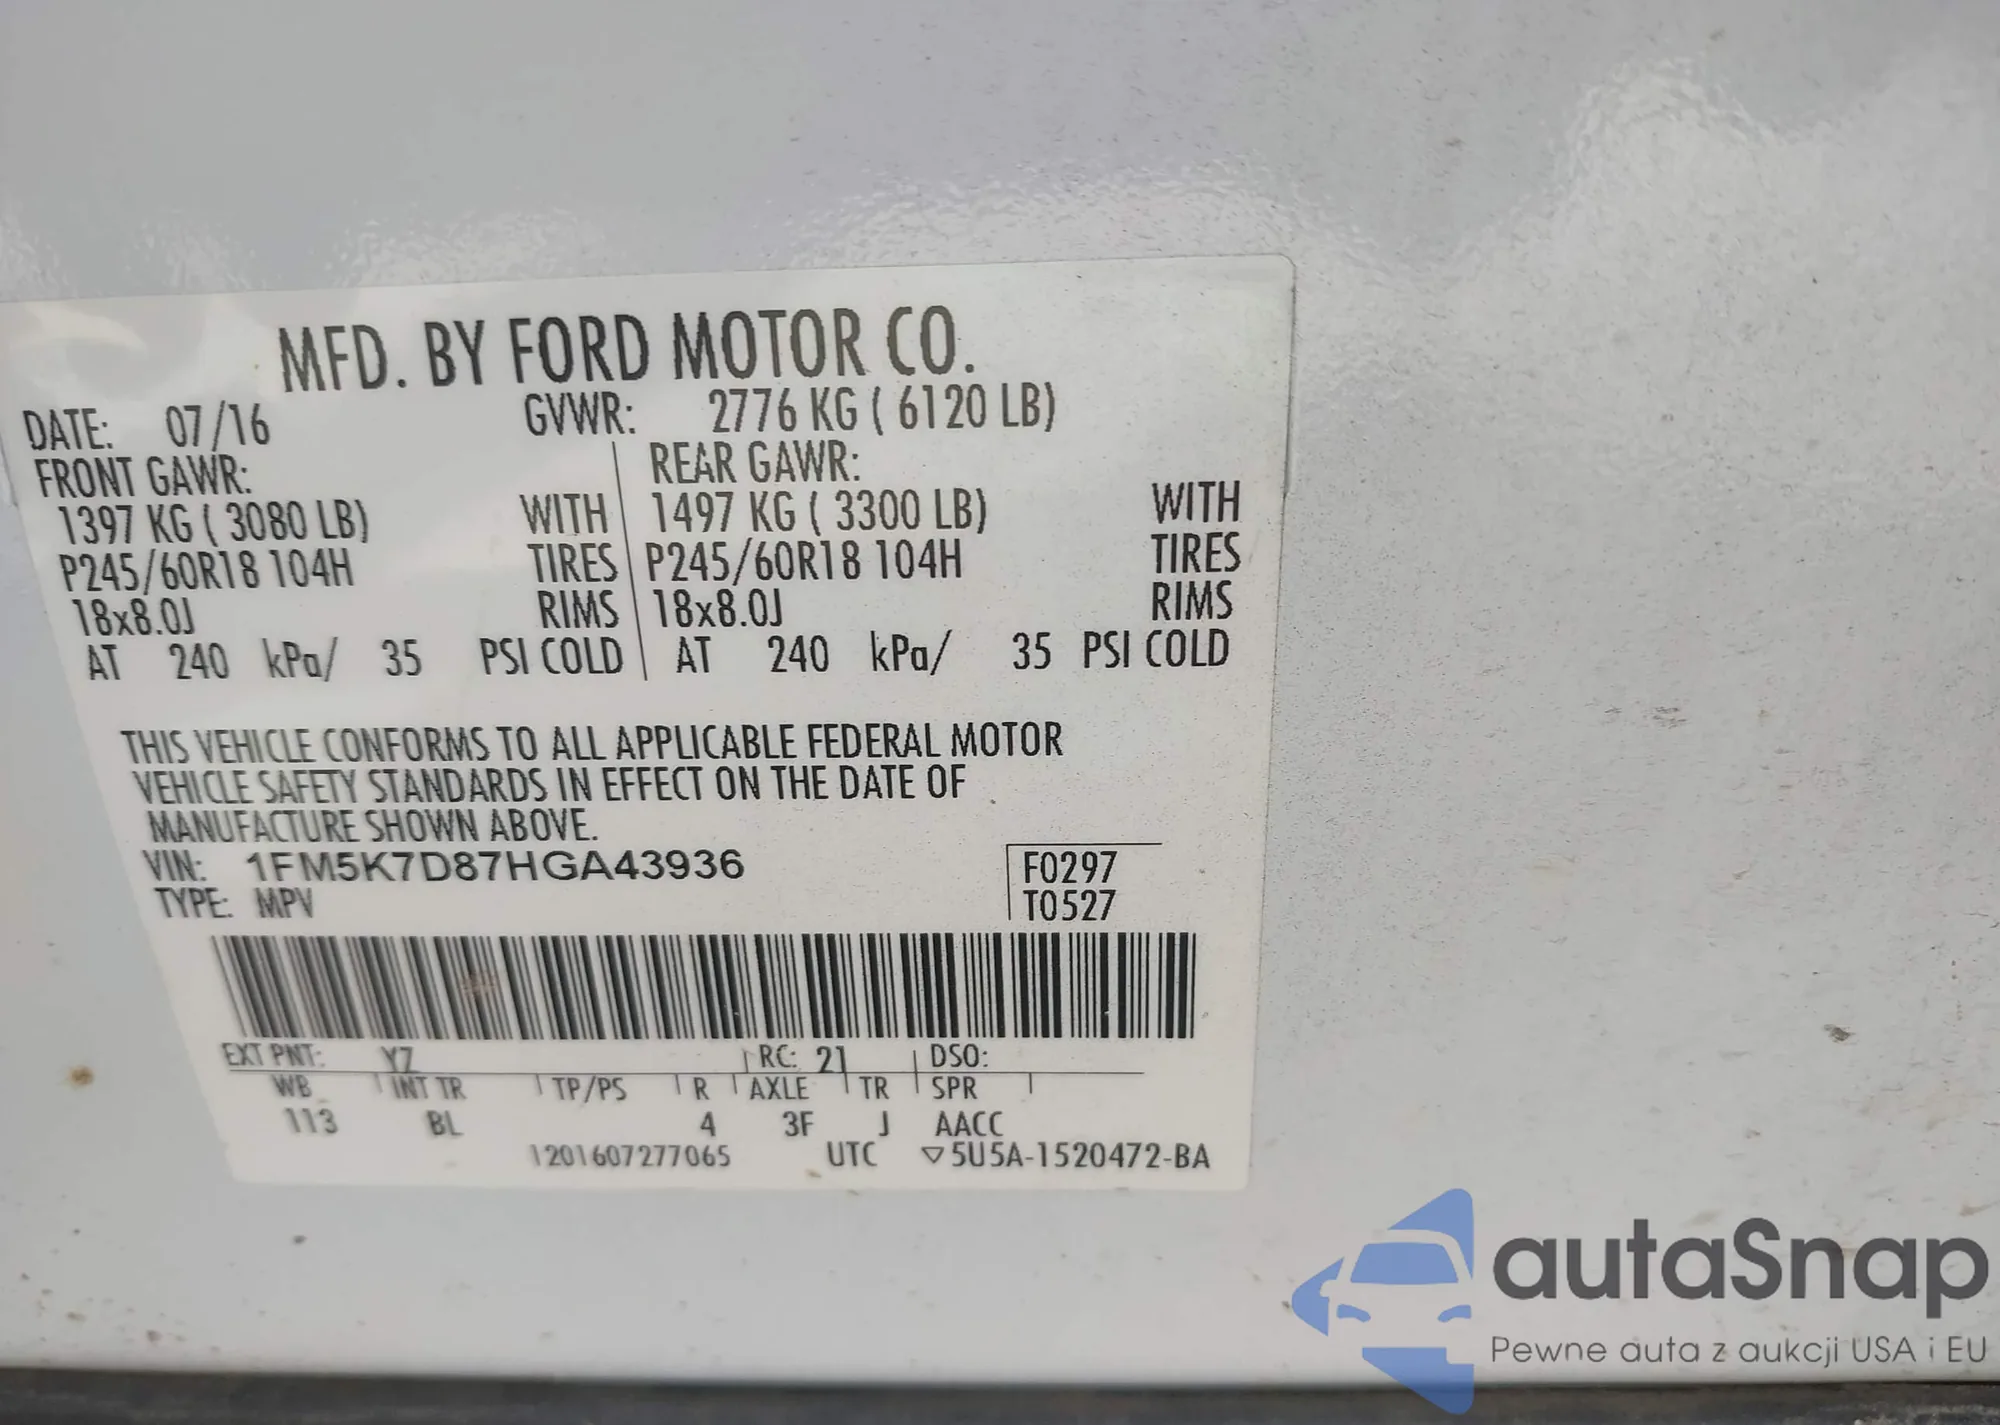 MFD. BY FORD MOTOR CO.
DATE: 07/16 GVWR: 2776 KG ( 6120 LB)
FRONT GAWR: REAR GAWR:
1397 KG ( 3080 LB) WITH 1497 KG ( 3300 LB) WITH
P245/60R18 104H TIRES P245/60R18 104H TIRES
18x8.0J RIMS 18x8.0J RIMS
AT 240 kPa/ 35 PSI COLD AT 240 kPa/ 35 PSI COLD
THIS VEHICLE CONFORMS TO ALL APPLICABLE FEDERAL MOTOR
VEHICLE SAFETY STANDARDS IN EFFECT ON THE DATE OF
MANUFACTURE SHOWN ABOVE.
VIN: 1FM5K7D87HGA43936 F0297
TYPE: MPV T0527
EXT PNT: YZ RC: 21 DSO:
WB INT TR TP/PS R AXLE TR SPR
113 BL 4 3F J AACC
1201607277065 UTC ▽5U5A-1520472-BA
autaSnap
Pewne auta z aukcji USA i EU